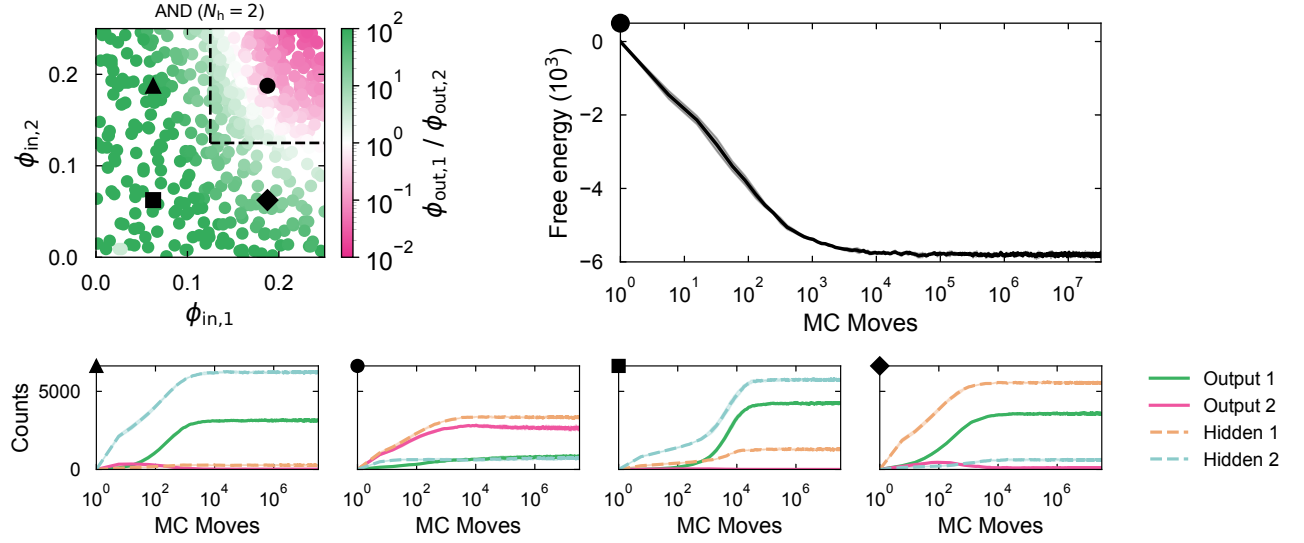 AND (N_h = 2)
ϕ_in,2
0.2
0.1
0.0
0.0
0.2
ϕ_in,1
10^2
10^1
10^0
10^−1
10^−2
ϕ_out,1 / ϕ_out,2
Free energy (10^3)
0
−2
−4
−6
10^0 10^1 10^2 10^3 10^4 10^5 10^6 10^7
MC Moves
Counts
5000
0
10^0 10^2 10^4 10^6
MC Moves
10^0 10^2 10^4 10^6
MC Moves
10^0 10^2 10^4 10^6
MC Moves
10^0 10^2 10^4 10^6
MC Moves
Output 1
Output 2
Hidden 1
Hidden 2